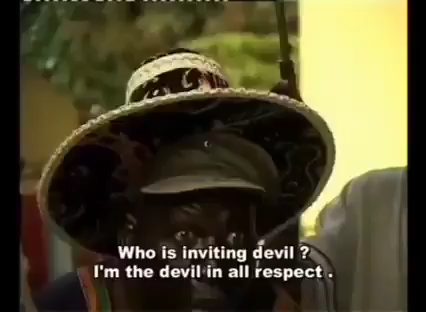 Who is inviting devil ?
I'm the devil in all respect .